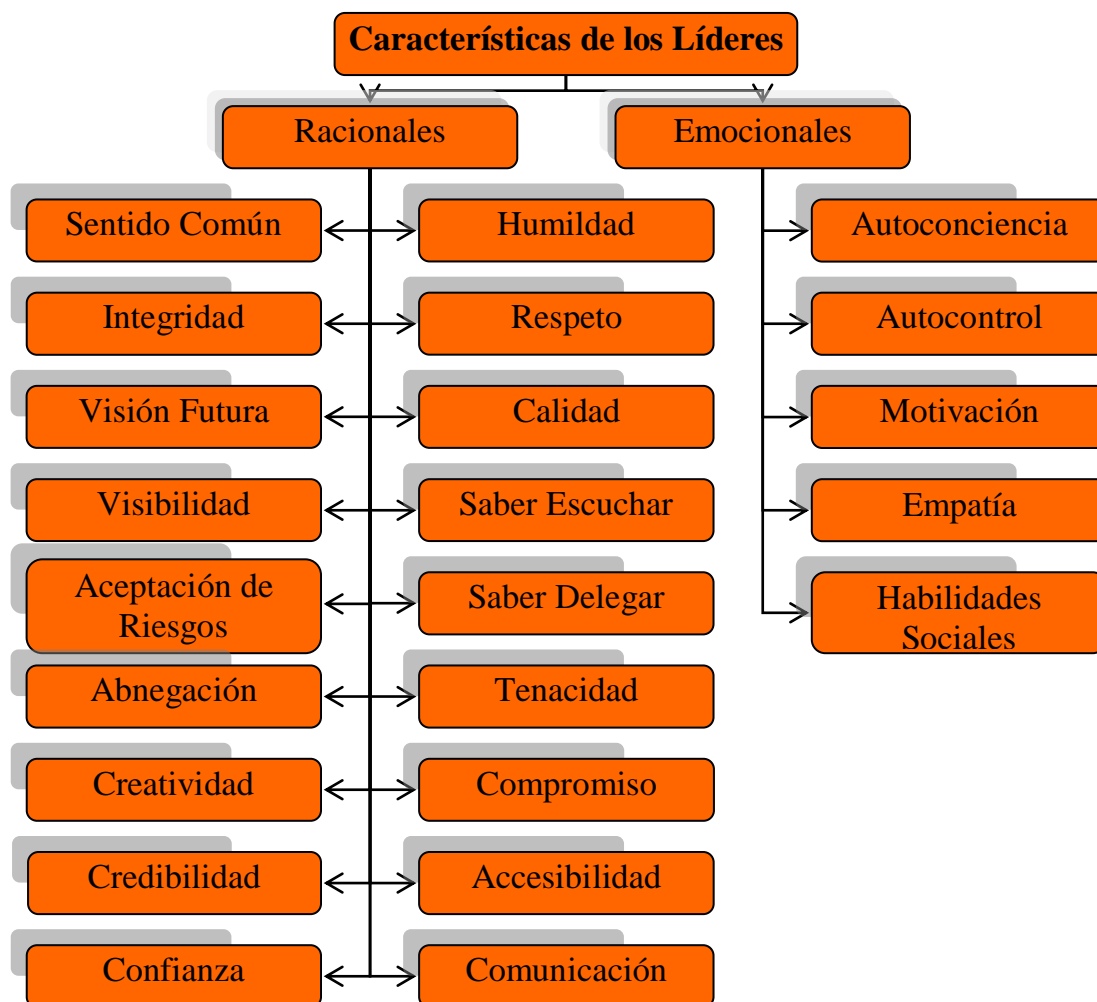 Características de los Líderes
Racionales
Emocionales
Sentido Común
Humildad
Autoconciencia
Integridad
Respeto
Autocontrol
Visión Futura
Calidad
Motivación
Visibilidad
Saber Escuchar
Empatía
Aceptación de
Riesgos
Saber Delegar
Habilidades
Sociales
Abnegación
Tenacidad
Creatividad
Compromiso
Credibilidad
Accesibilidad
Confianza
Comunicación